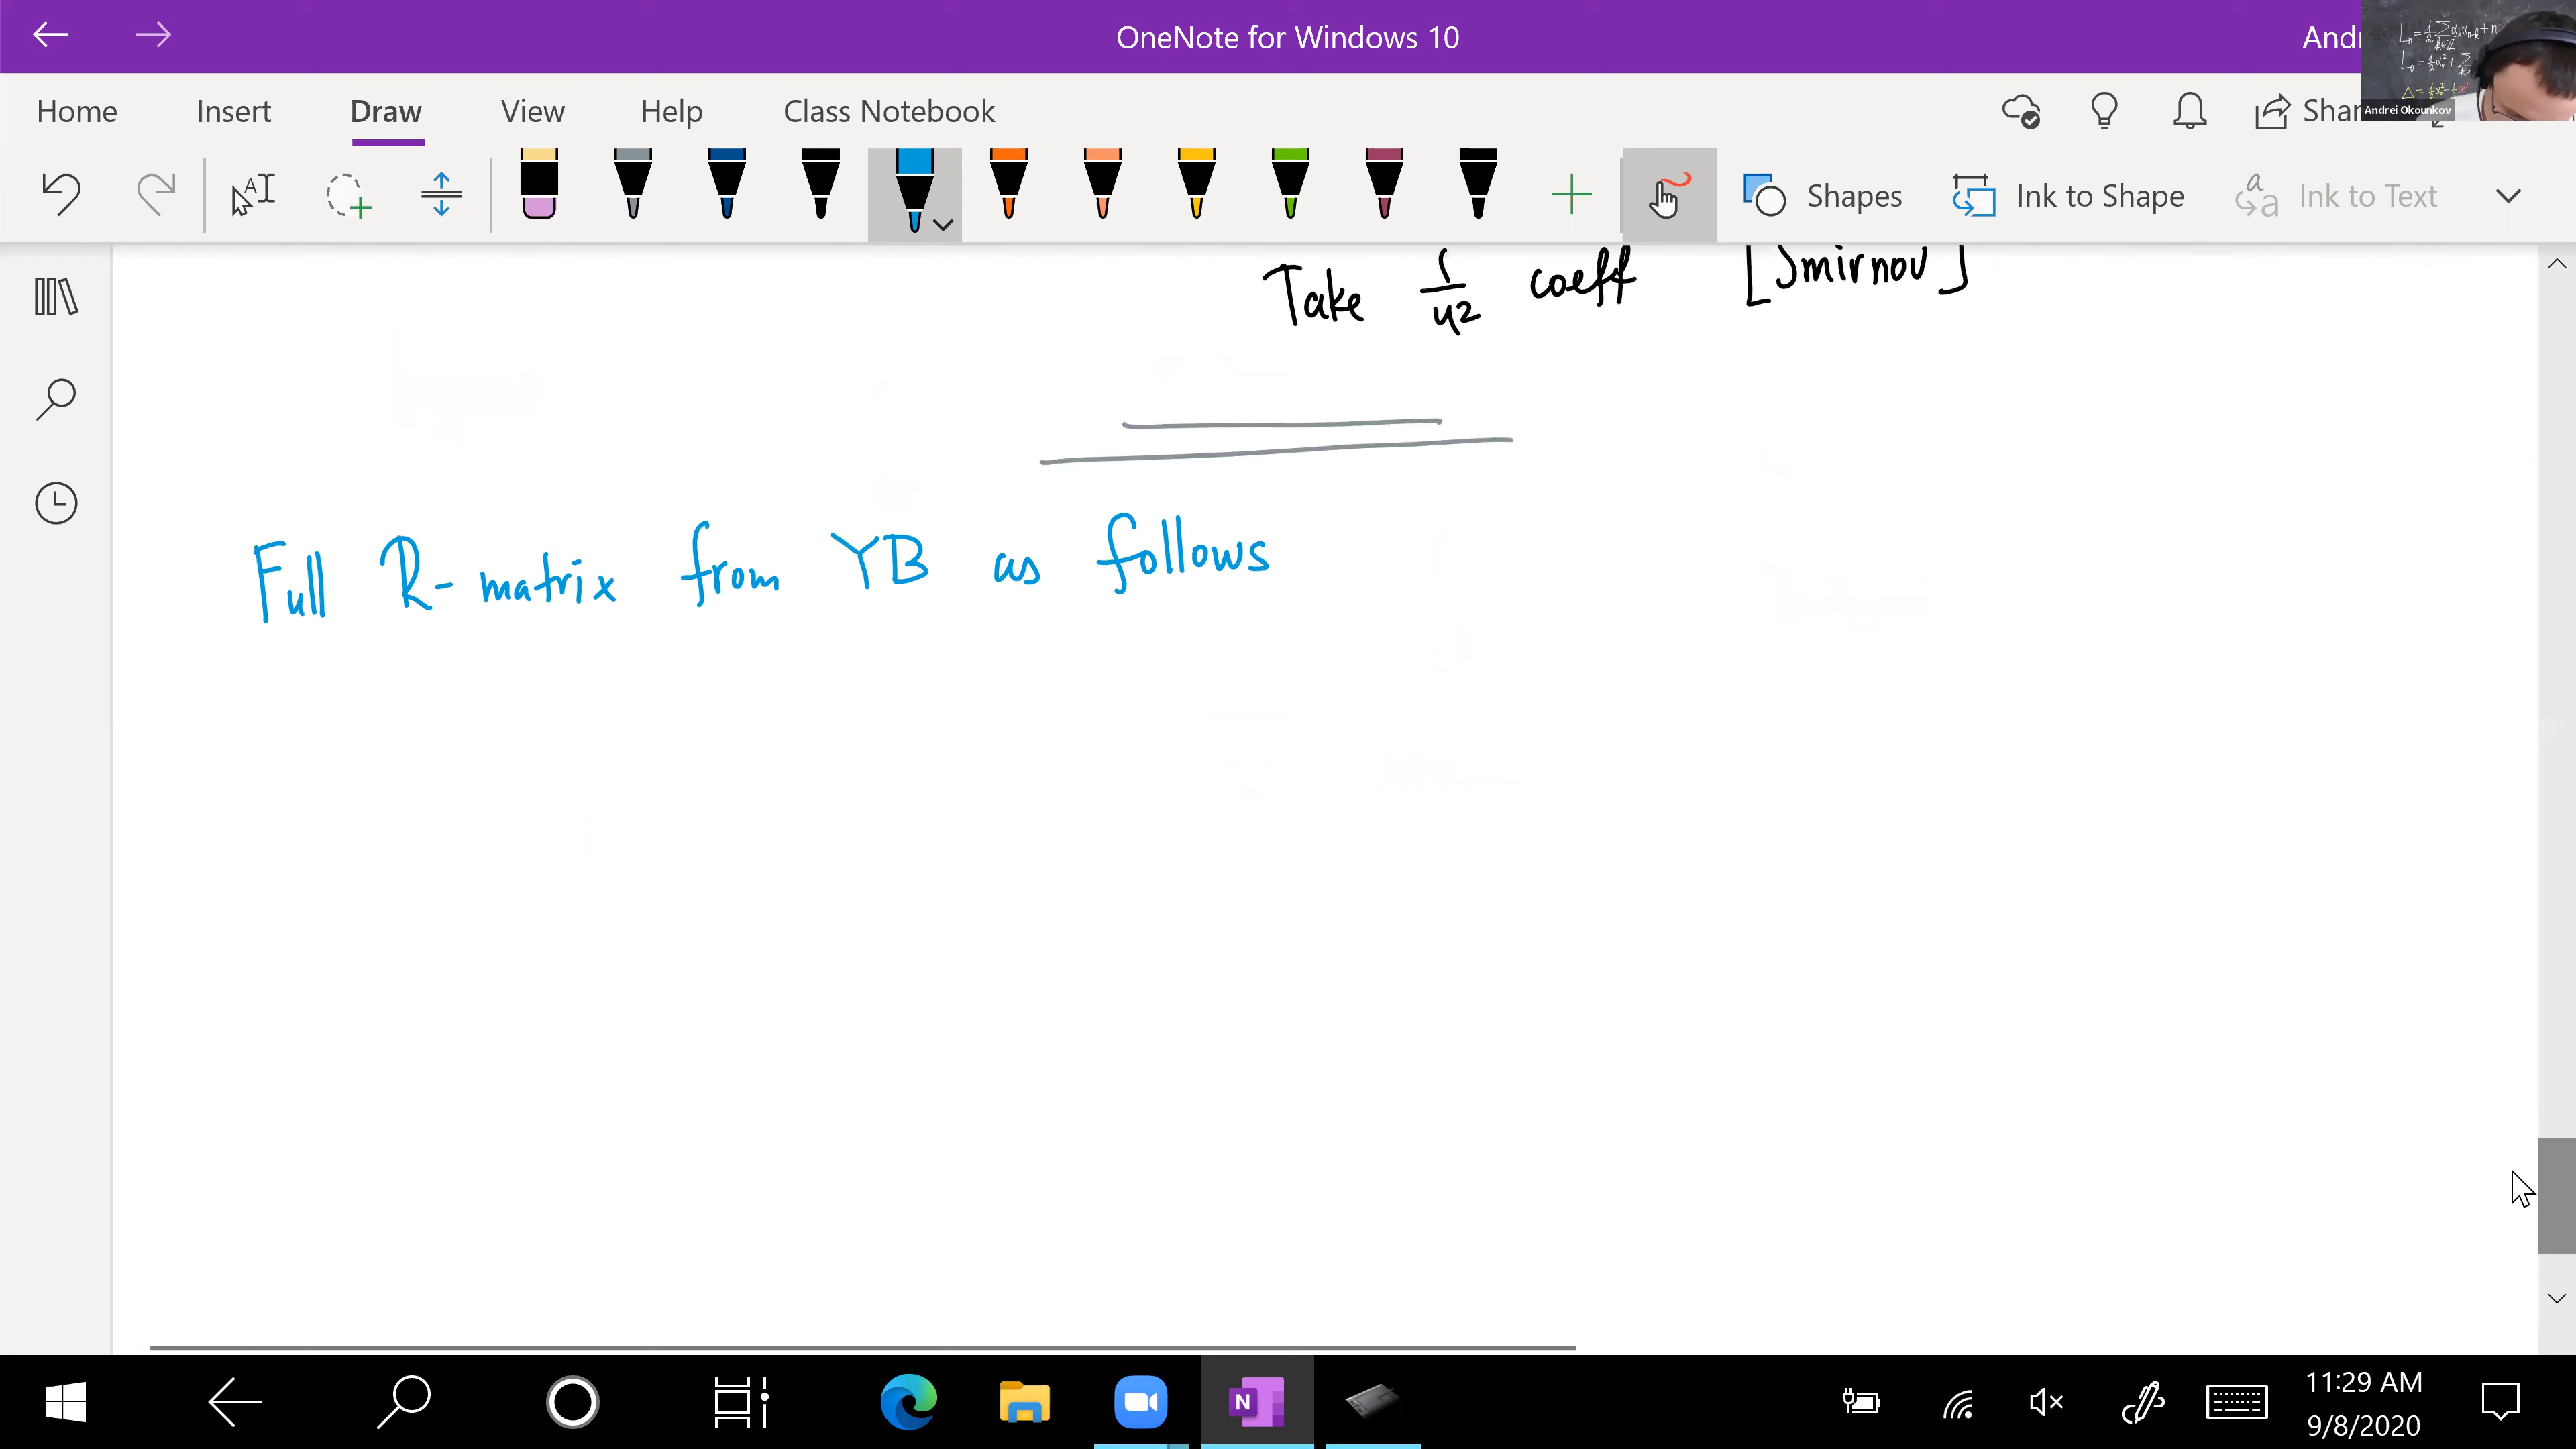 OneNote for Windows 10
Home Insert Draw View Help Class Notebook
Andrei Okounkov
Shapes Ink to Shape Ink to Text
Take 1/u2 coeff [Smirnov]
Full R-matrix from YB as follows
11:29 AM
9/8/2020